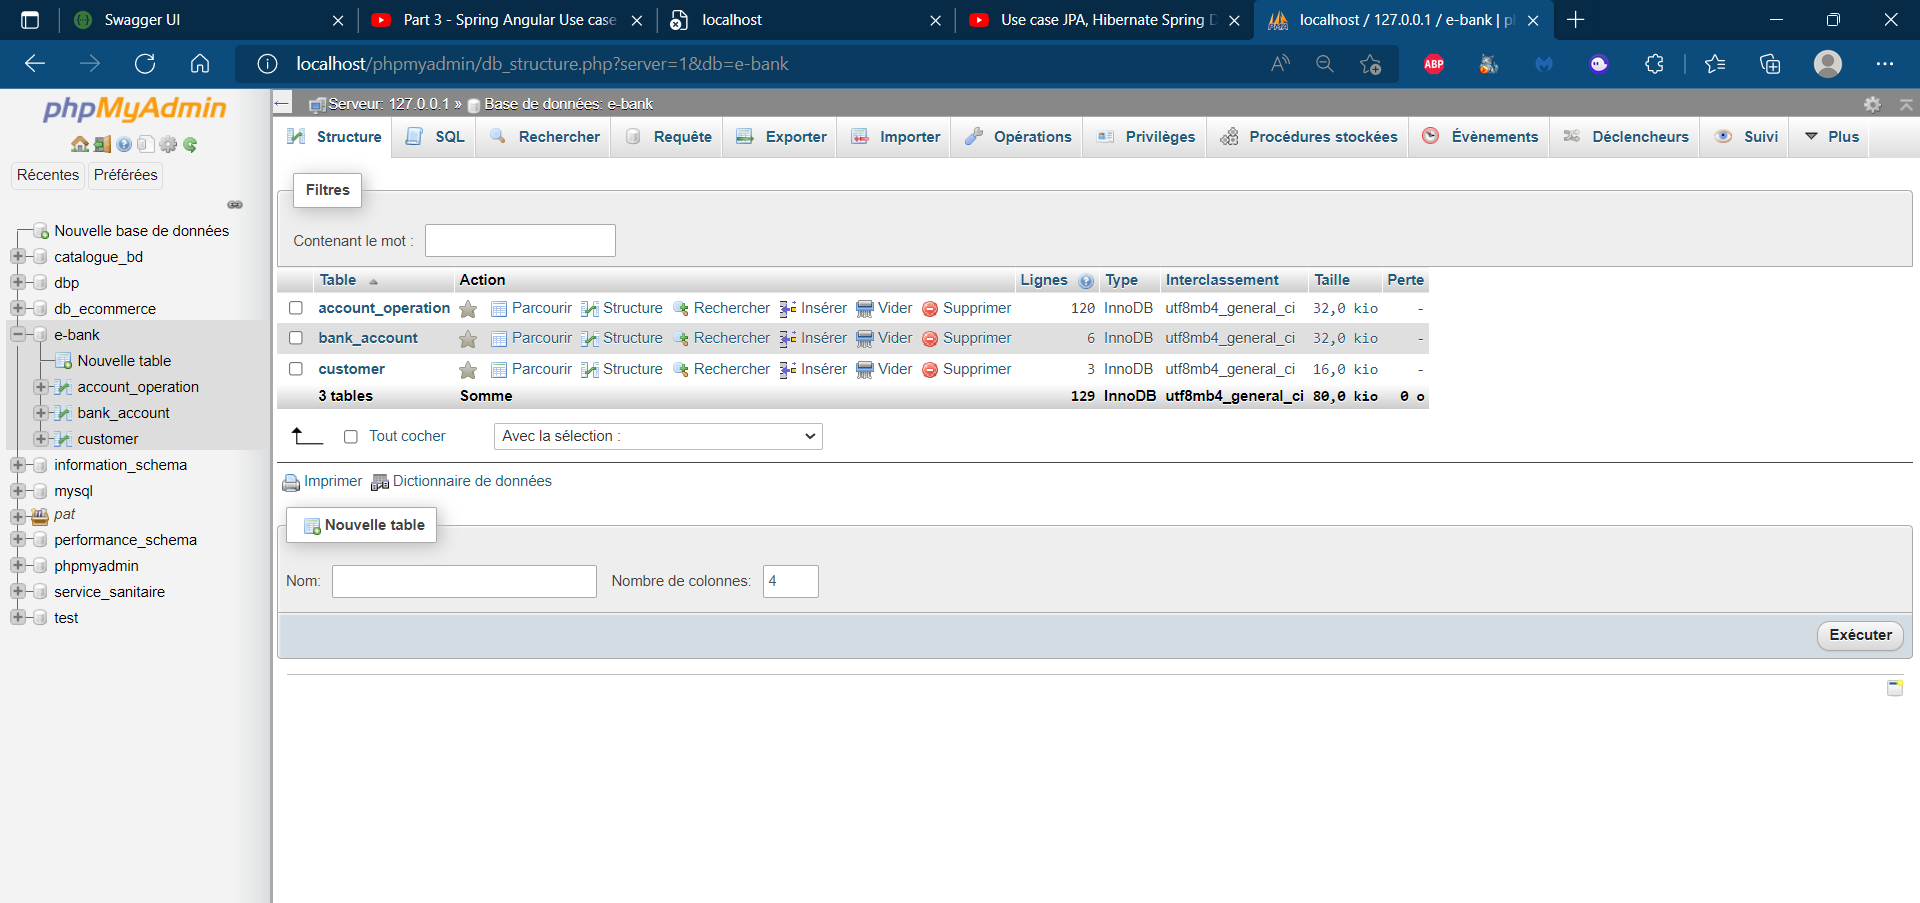 Swagger UI
Part 3 - Spring Angular Use case
localhost
Use case JPA, Hibernate Spring D
localhost / 127.0.0.1 / e-bank | ph
localhost/phpmyadmin/db_structure.php?server=1&db=e-bank
ABP
phpMyAdmin
Récentes
Préférées
Nouvelle base de données
catalogue_bd
dbp
db_ecommerce
e-bank
Nouvelle table
account_operation
bank_account
customer
information_schema
mysql
pat
performance_schema
phpmyadmin
service_sanitaire
test
Serveur: 127.0.0.1 » Base de données: e-bank
Structure SQL Rechercher Requête Exporter Importer Opérations Privilèges Procédures stockées Évènements Déclencheurs Suivi Plus
Filtres
Contenant le mot :
Table Action Lignes Type Interclassement Taille Perte
account_operation Parcourir Structure Rechercher Insérer Vider Supprimer 120 InnoDB utf8mb4_general_ci 32,0 kio -
bank_account Parcourir Structure Rechercher Insérer Vider Supprimer 6 InnoDB utf8mb4_general_ci 32,0 kio -
customer Parcourir Structure Rechercher Insérer Vider Supprimer 3 InnoDB utf8mb4_general_ci 16,0 kio -
3 tables Somme 129 InnoDB utf8mb4_general_ci 80,0 kio 0 o
Tout cocher Avec la sélection :
Imprimer Dictionnaire de données
Nouvelle table
Nom: Nombre de colonnes: 4
Exécuter